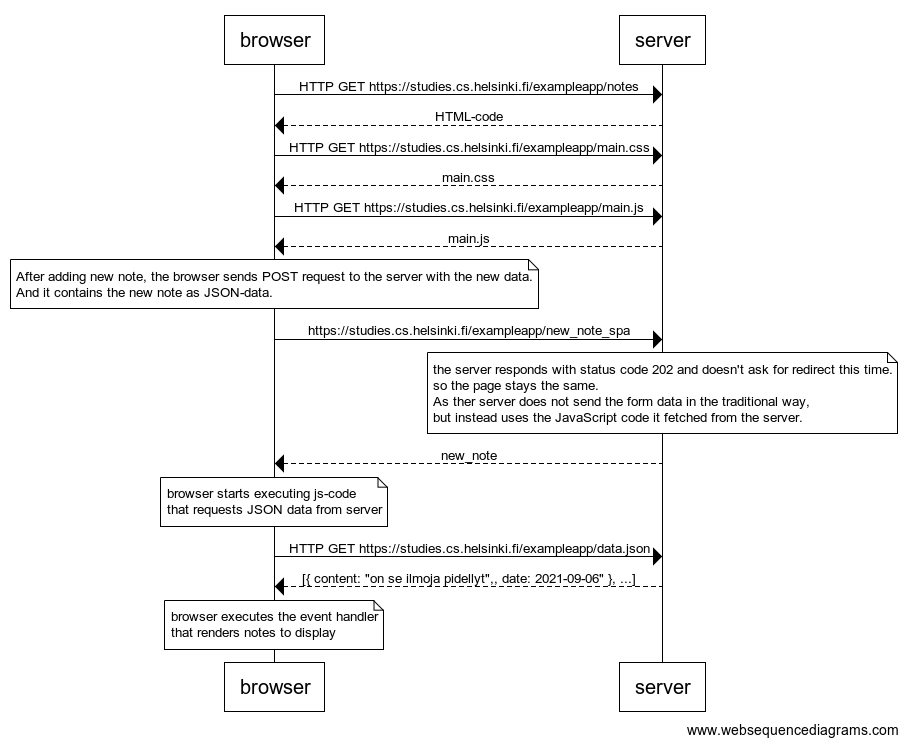 browser
server
HTTP GET https://studies.cs.helsinki.fi/exampleapp/notes
HTML-code
HTTP GET https://studies.cs.helsinki.fi/exampleapp/main.css
main.css
HTTP GET https://studies.cs.helsinki.fi/exampleapp/main.js
main.js
After adding new note, the browser sends POST request to the server with the new data.
And it contains the new note as JSON-data.
https://studies.cs.helsinki.fi/exampleapp/new_note_spa
the server responds with status code 202 and doesn't ask for redirect this time.
so the page stays the same.
As ther server does not send the form data in the traditional way,
but instead uses the JavaScript code it fetched from the server.
new_note
browser starts executing js-code
that requests JSON data from server
HTTP GET https://studies.cs.helsinki.fi/exampleapp/data.json
[{ content: "on se ilmoja pidellyt",, date: 2021-09-06" }, ...]
browser executes the event handler
that renders notes to display
browser
server
www.websequencediagrams.com